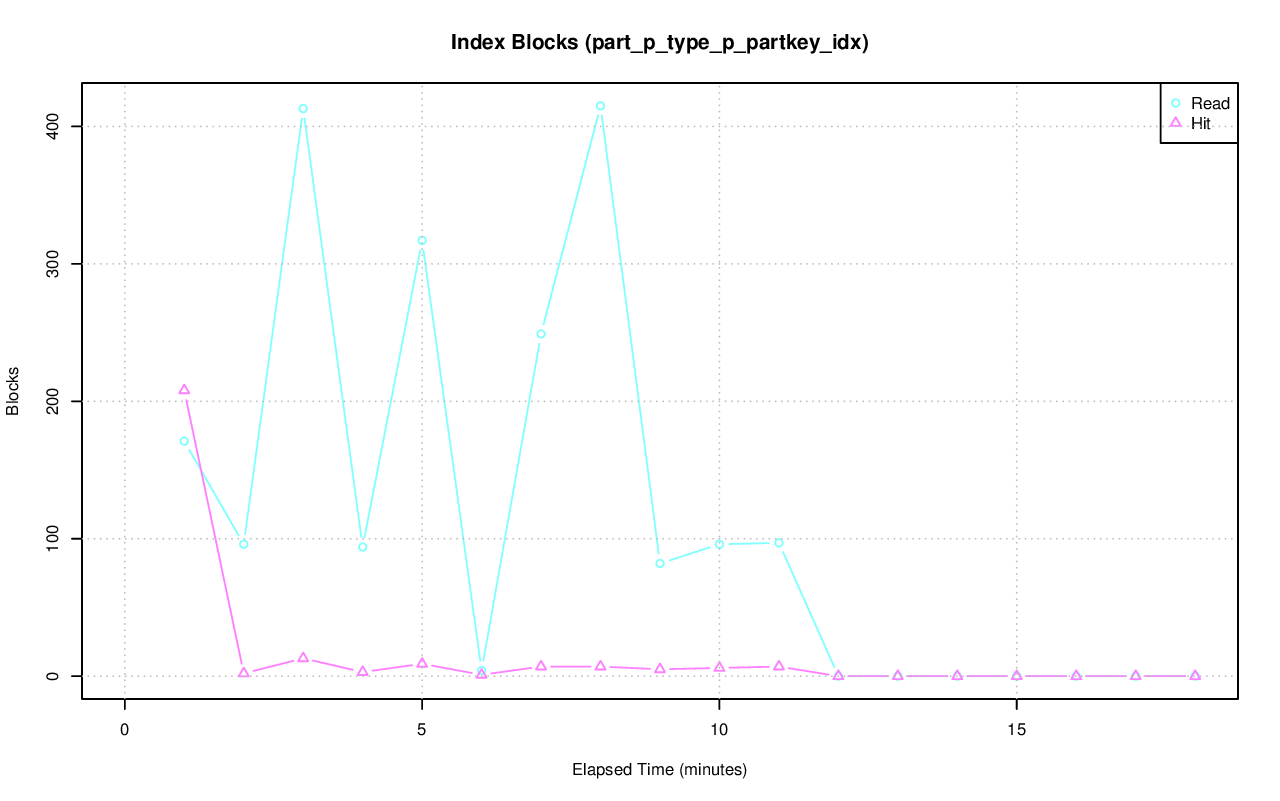 Index Blocks (part_p_type_p_partkey_idx)
Read
Hit
400
300
200
100
0
Blocks
0 5 10 15
Elapsed Time (minutes)